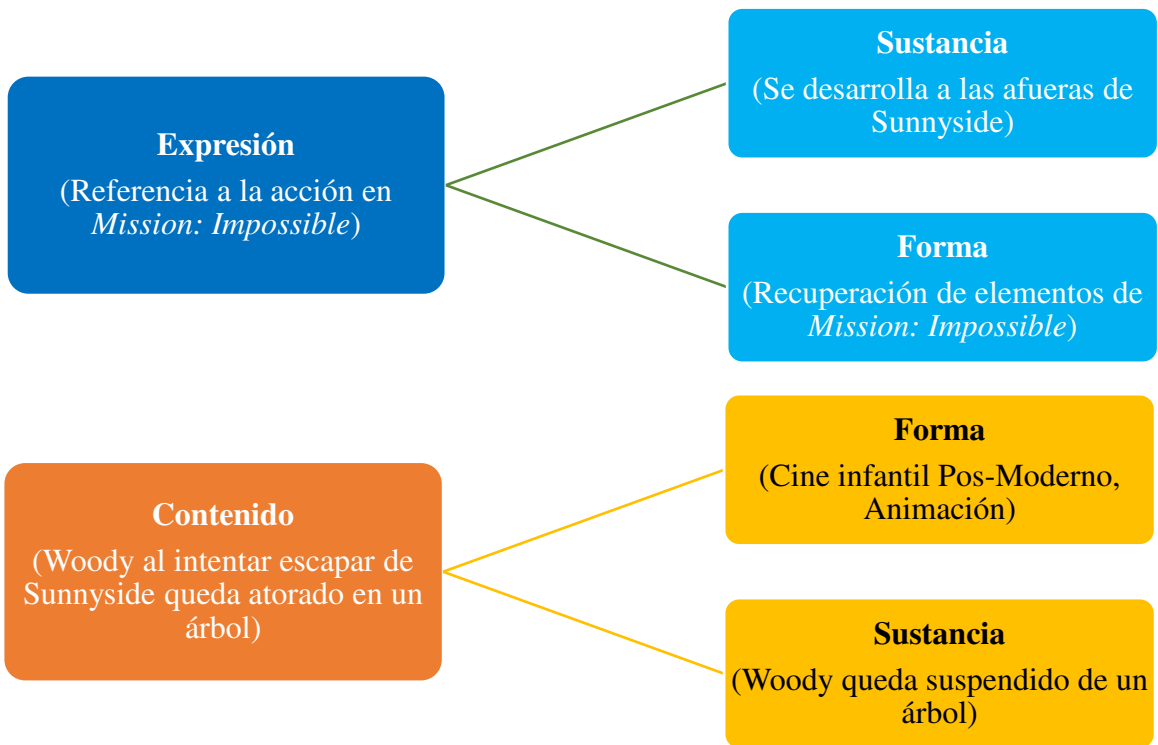 Expresión
(Referencia a la acción en
Mission: Impossible)
Sustancia
(Se desarrolla a las afueras de
Sunnyside)
Forma
(Recuperación de elementos de
Mission: Impossible)
Contenido
(Woody al intentar escapar de
Sunnyside queda atorado en un
árbol)
Forma
(Cine infantil Pos-Moderno,
Animación)
Sustancia
(Woody queda suspendido de un
árbol)